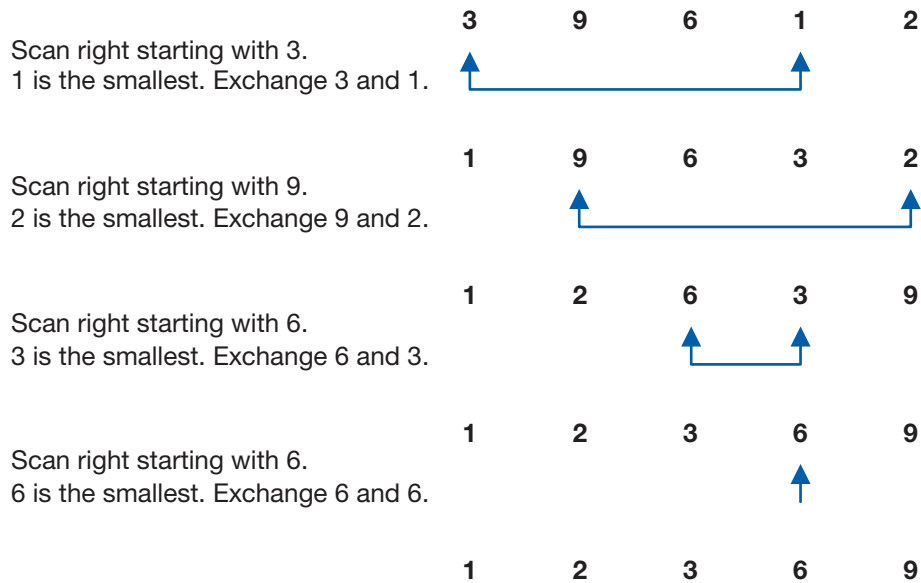 3 9 6 1 2
Scan right starting with 3.
1 is the smallest. Exchange 3 and 1.
1 9 6 3 2
Scan right starting with 9.
2 is the smallest. Exchange 9 and 2.
1 2 6 3 9
Scan right starting with 6.
3 is the smallest. Exchange 6 and 3.
1 2 3 6 9
Scan right starting with 6.
6 is the smallest. Exchange 6 and 6.
1 2 3 6 9